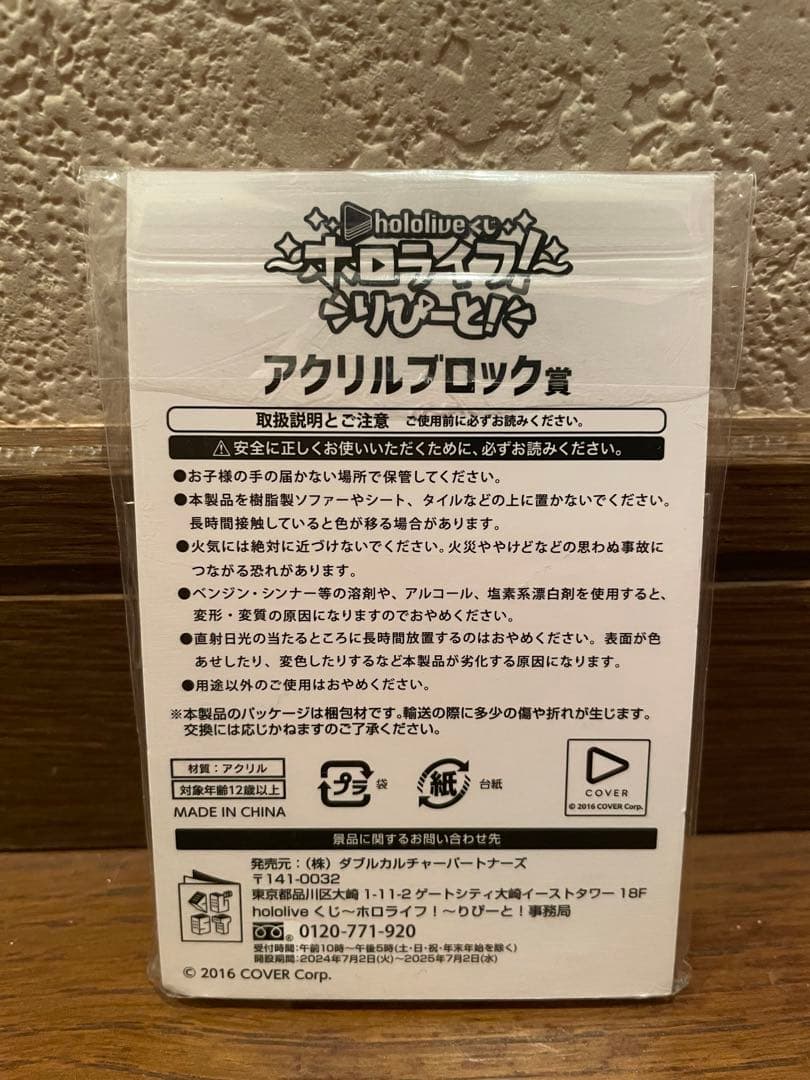 hololive くじ
ホロライフ!
りぴーと!
アクリルブロック賞
取扱説明とご注意 ご使用前に必ずお読みください。
⚠安全に正しくお使いいただくために、必ずお読みください。
●お子様の手の届かない場所で保管してください。
●本製品を樹脂製ソファーやシート、タイルなどの上に置かないでください。
長時間接触していると色が移る場合があります。
●火気には絶対に近づけないでください。火災ややけどなどの思わぬ事故に
つながる恐れがあります。
●ベンジン・シンナー等の溶剤や、アルコール、塩素系漂白剤を使用すると、
変形・変質の原因になりますのでおやめください。
●直射日光の当たるところに長時間放置するのはおやめください。表面が色
あせしたり、変色したりするなど本製品が劣化する原因になります。
●用途以外のご使用はおやめください。
※本製品のパッケージは梱包材です。輸送の際に多少の傷や折れが生じます。
交換には応じかねますのご了承ください。
材質：アクリル
対象年齢12歳以上
MADE IN CHINA
プラ 袋
紙 台紙
COVER
© 2016 COVER Corp.
景品に関するお問い合わせ先
発売元：（株）ダブルカルチャーパートナーズ
〒141-0032
東京都品川区大崎 1-11-2 ゲートシティ大崎イーストタワー 18F
hololive くじ〜ホロライフ！〜りぴーと！事務局
0120-771-920
受付時間:午前10時〜午後5時(土・日・祝・年末年始を除く)
開設期間:2024年7月2日(火)〜2025年7月2日(水)
© 2016 COVER Corp.